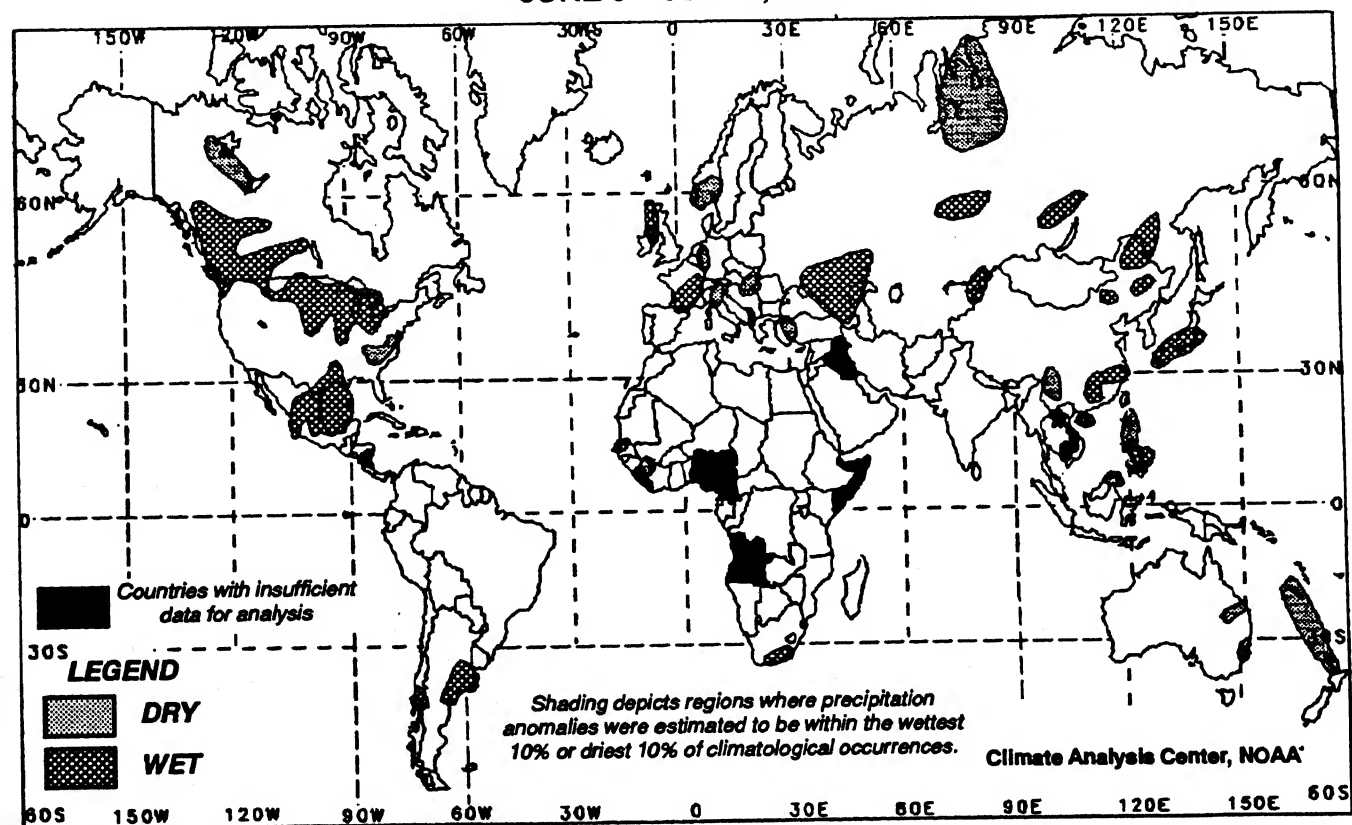 150W 120W 90W 60W 30W 0 30E 60E 90E 120E 150E
60N 60N
30N 30N
0 0
Countries with insufficient
data for analysis
30S 30S
LEGEND
DRY
WET
Shading depicts regions where precipitation
anomalies were estimated to be within the wettest
10% or driest 10% of climatological occurrences.
Climate Analysis Center, NOAA
60S 150W 120W 90W 60W 30W 0 30E 60E 90E 120E 150E 60S